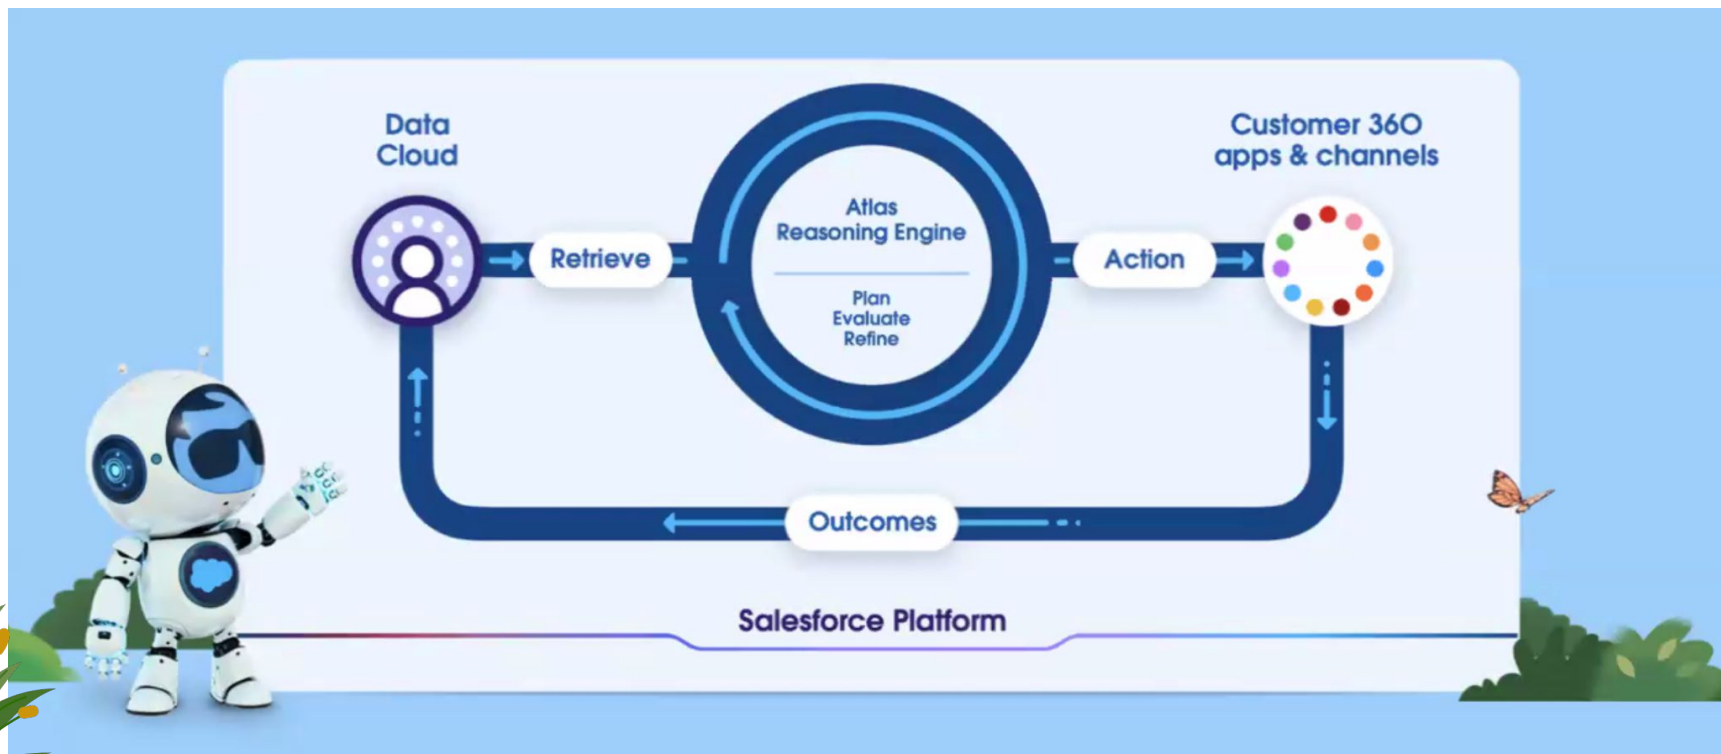 Data
Cloud
Retrieve
Atlas
Reasoning Engine
Plan
Evaluate
Refine
Action
Customer 360
apps & channels
Outcomes
Salesforce Platform